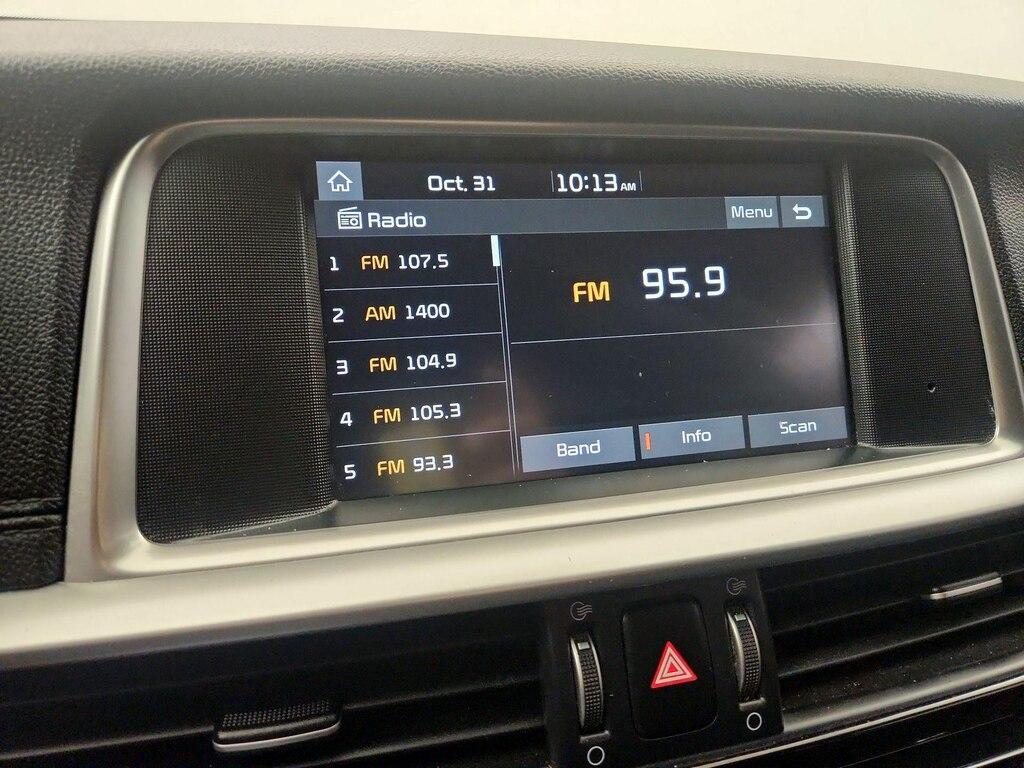 Oct. 31 10:13 AM
Radio Menu
1 FM 107.5
2 AM 1400
3 FM 104.9
4 FM 105.3
5 FM 93.3
FM 95.9
Band Info Scan